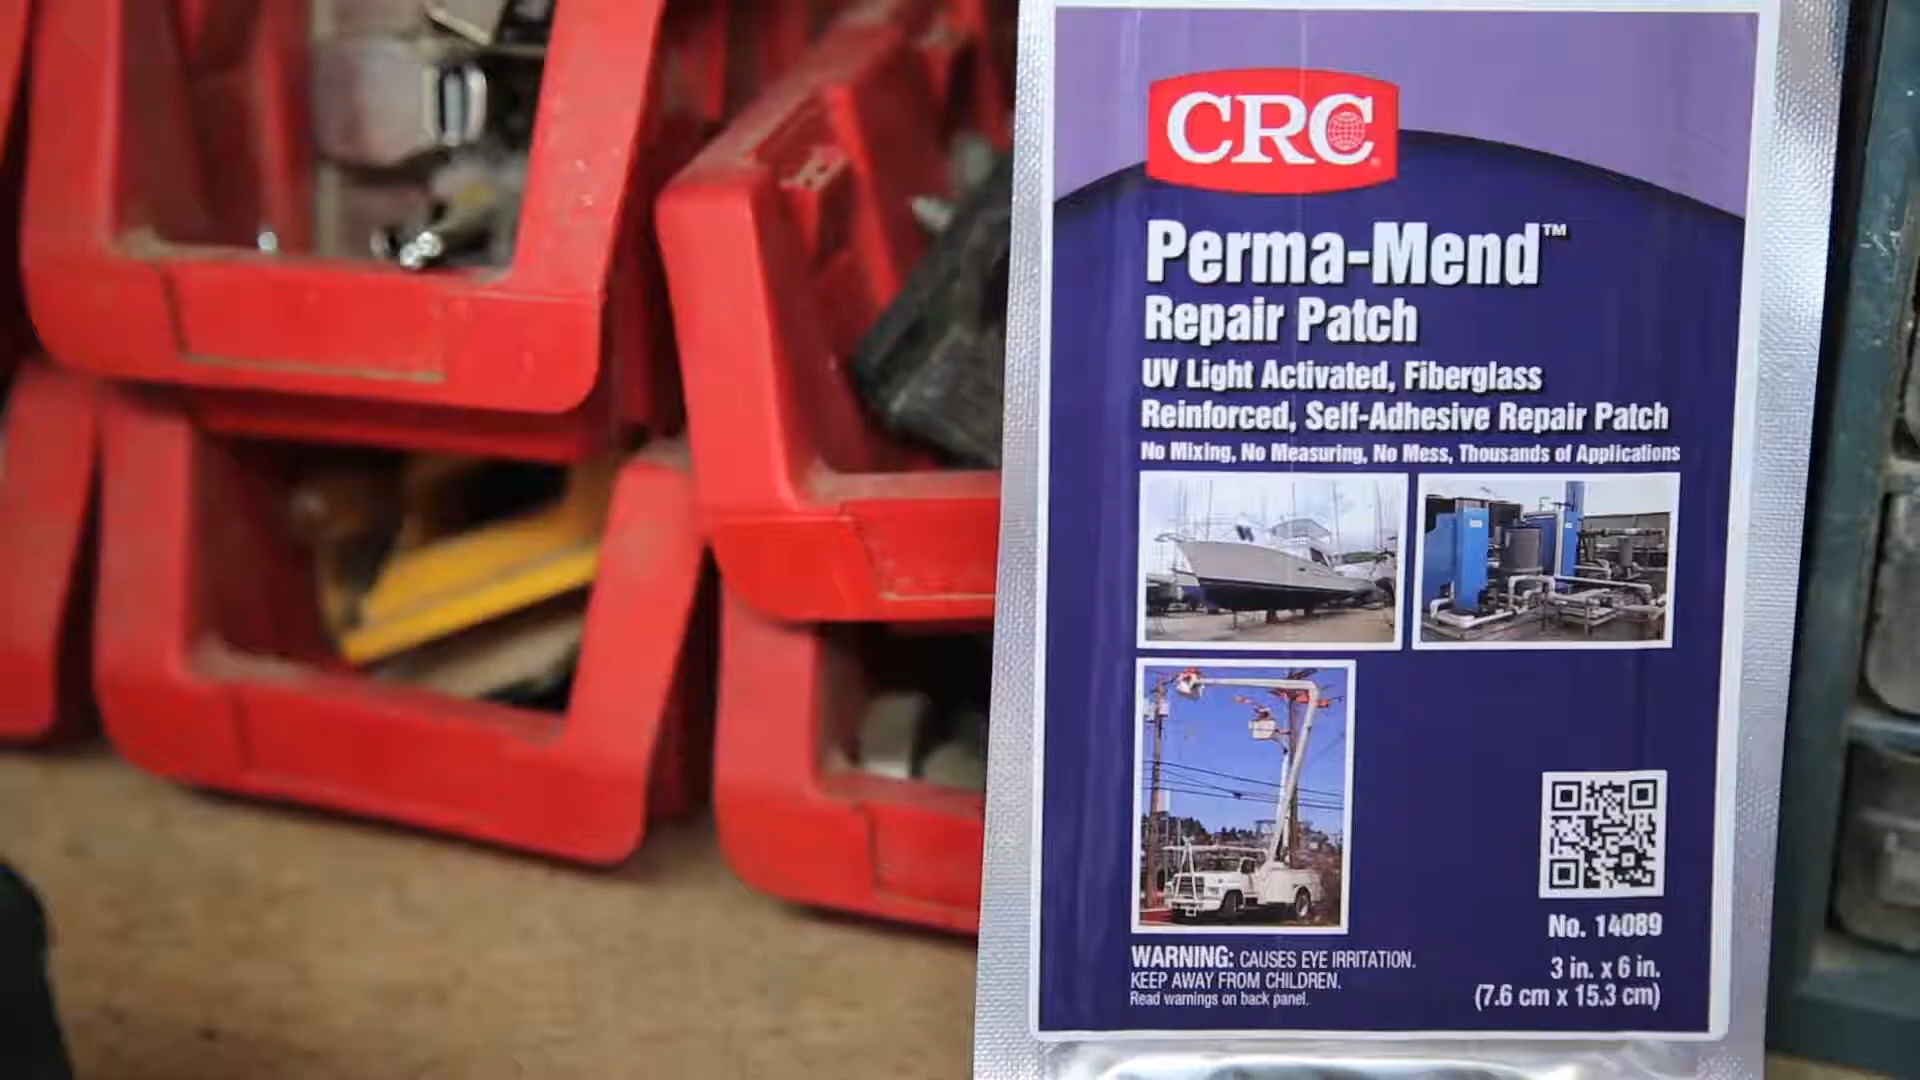 CRC
Perma-Mend™
Repair Patch
UV Light Activated, Fiberglass
Reinforced, Self-Adhesive Repair Patch
No Mixing, No Measuring, No Mess, Thousands of Applications
No. 14089
WARNING: CAUSES EYE IRRITATION.
KEEP AWAY FROM CHILDREN.
Read warnings on back panel.
3 in. x 6 in.
(7.6 cm x 15.3 cm)